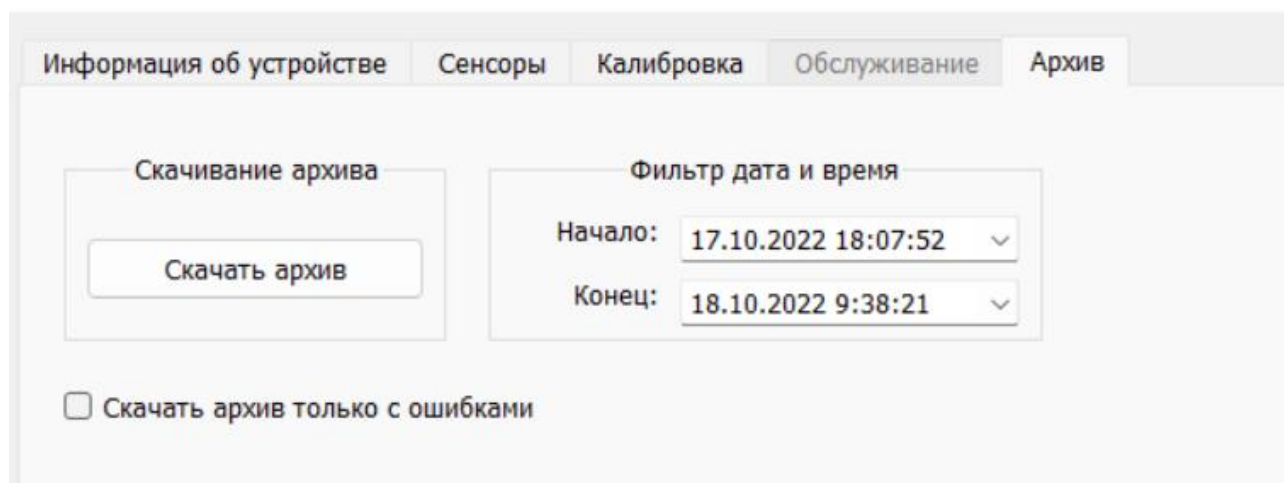 Информация об устройстве Сенсоры Калибровка Обслуживание Архив
Скачивание архива
Скачать архив
Фильтр дата и время
Начало: 17.10.2022 18:07:52
Конец: 18.10.2022 9:38:21
Скачать архив только с ошибками